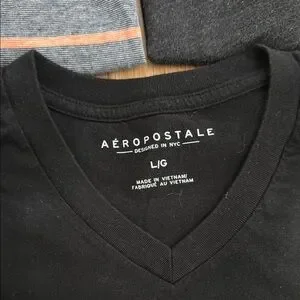 AÉROPOSTALE
DESIGNED IN NYC
L/G
MADE IN VIETNAM/
FABRIQUÉ AU VIETNAM